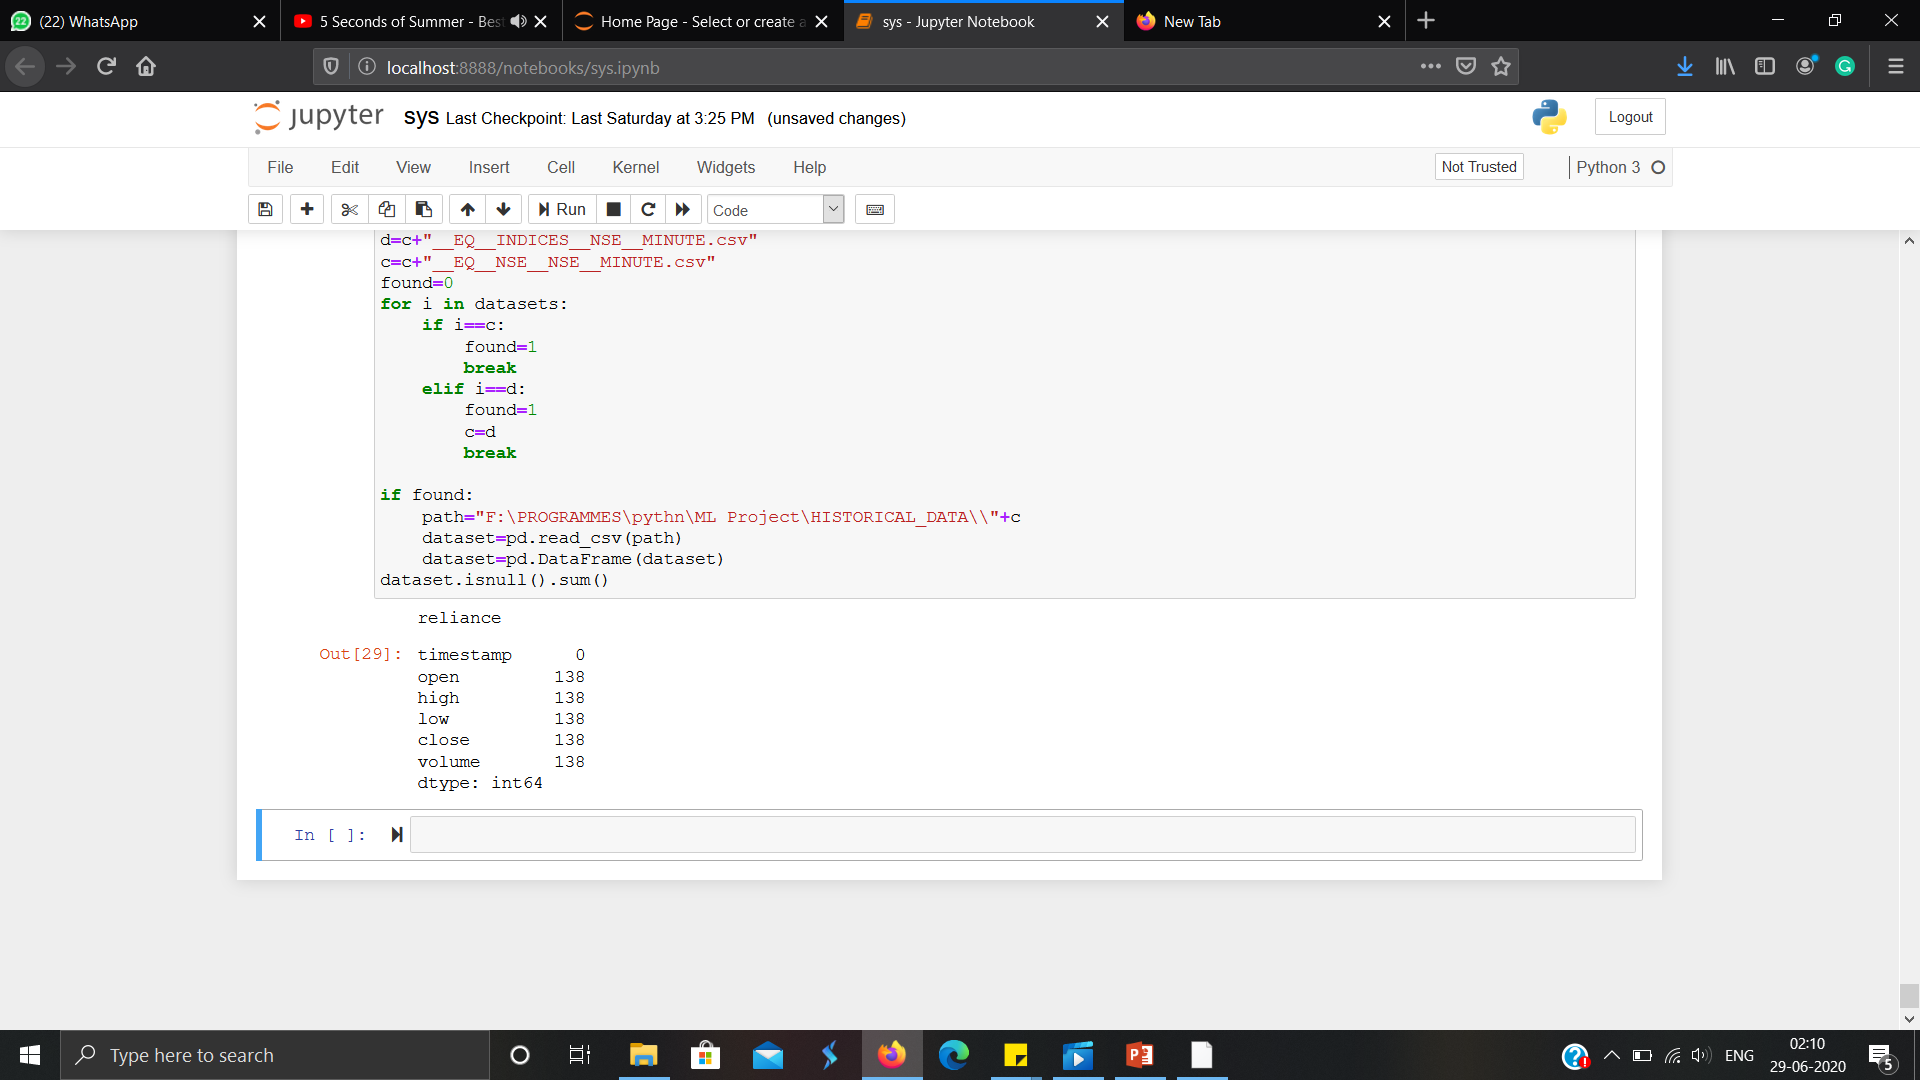 22 (22) WhatsApp
5 Seconds of Summer - Bes
Home Page - Select or create a
sys - Jupyter Notebook
New Tab
localhost:8888/notebooks/sys.ipynb
jupyter sys Last Checkpoint: Last Saturday at 3:25 PM (unsaved changes)
Logout
File Edit View Insert Cell Kernel Widgets Help
Not Trusted
Python 3
Run
Code
d=c+"__EQ__INDICES__NSE__MINUTE.csv"
c=c+"__EQ__NSE__NSE__MINUTE.csv"
found=0
for i in datasets:
    if i==c:
        found=1
        break
    elif i==d:
        found=1
        c=d
        break
if found:
    path="F:\PROGRAMMES\pythn\ML Project\HISTORICAL_DATA\\"+c
    dataset=pd.read_csv(path)
    dataset=pd.DataFrame(dataset)
dataset.isnull().sum()
reliance
Out[29]: timestamp 0
open 138
high 138
low 138
close 138
volume 138
dtype: int64
In [ ]:
Type here to search
ENG
02:10
29-06-2020
5